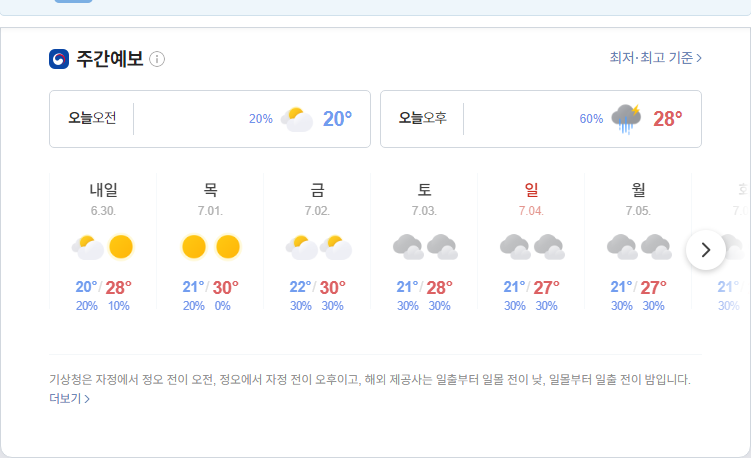 주간예보
최저·최고 기준
오늘오전 20% 20°
오늘오후 60% 28°
내일 목 금 토 일 월
6.30. 7.01. 7.02. 7.03. 7.04. 7.05.
20°/28° 21°/30° 22°/30° 21°/28° 21°/27° 21°/27° 21°
20% 10% 20% 0% 30% 30% 30% 30% 30% 30% 30% 30% 30%
기상청은 자정에서 정오 전이 오전, 정오에서 자정 전이 오후이고, 해외 제공사는 일출부터 일몰 전이 낮, 일몰부터 일출 전이 밤입니다.
더보기